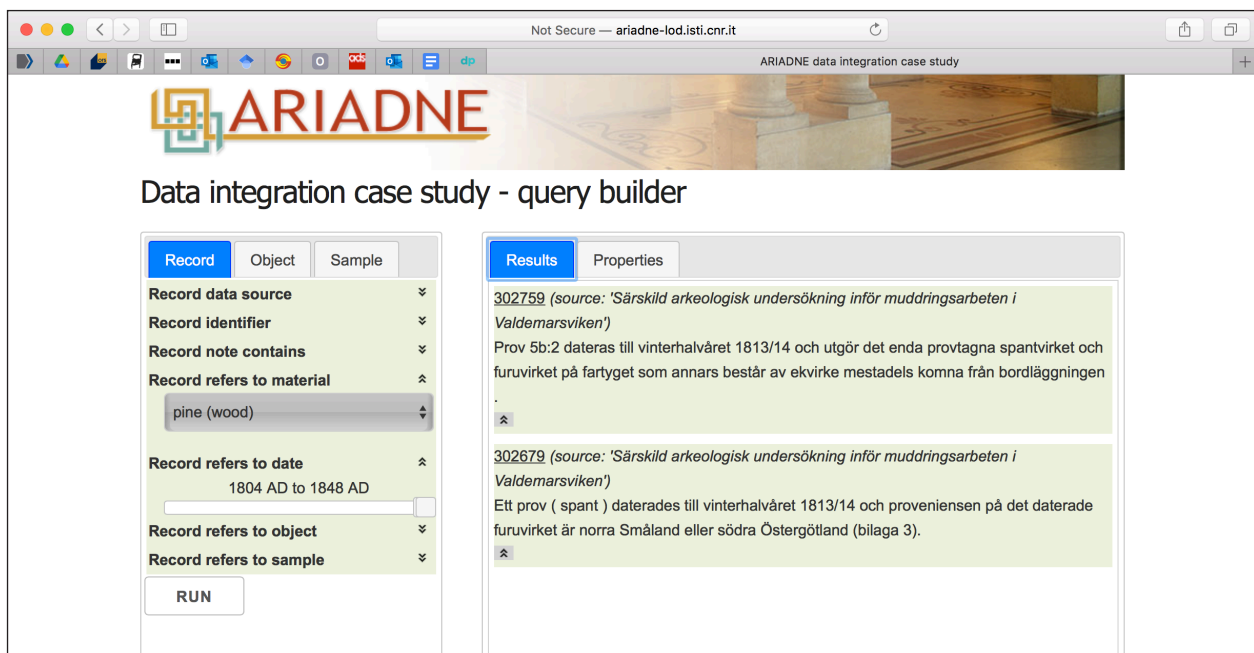 Not Secure — ariadne-lod.isti.cnr.it
ARIADNE data integration case study
ARIADNE
Data integration case study - query builder
Record Object Sample
Record data source
Record identifier
Record note contains
Record refers to material
pine (wood)
Record refers to date
1804 AD to 1848 AD
Record refers to object
Record refers to sample
RUN
Results Properties
302759 (source: 'Särskild arkeologisk undersökning inför muddringsarbeten i
Valdemarsviken')
Prov 5b:2 dateras till vinterhalvåret 1813/14 och utgör det enda provtagna spantvirket och
furuvirket på fartyget som annars består av ekvirke mestadels komna från bordläggningen
.
302679 (source: 'Särskild arkeologisk undersökning inför muddringsarbeten i
Valdemarsviken')
Ett prov ( spant ) daterades till vinterhalvåret 1813/14 och proveniensen på det daterade
furuvirket är norra Småland eller södra Östergötland (bilaga 3).